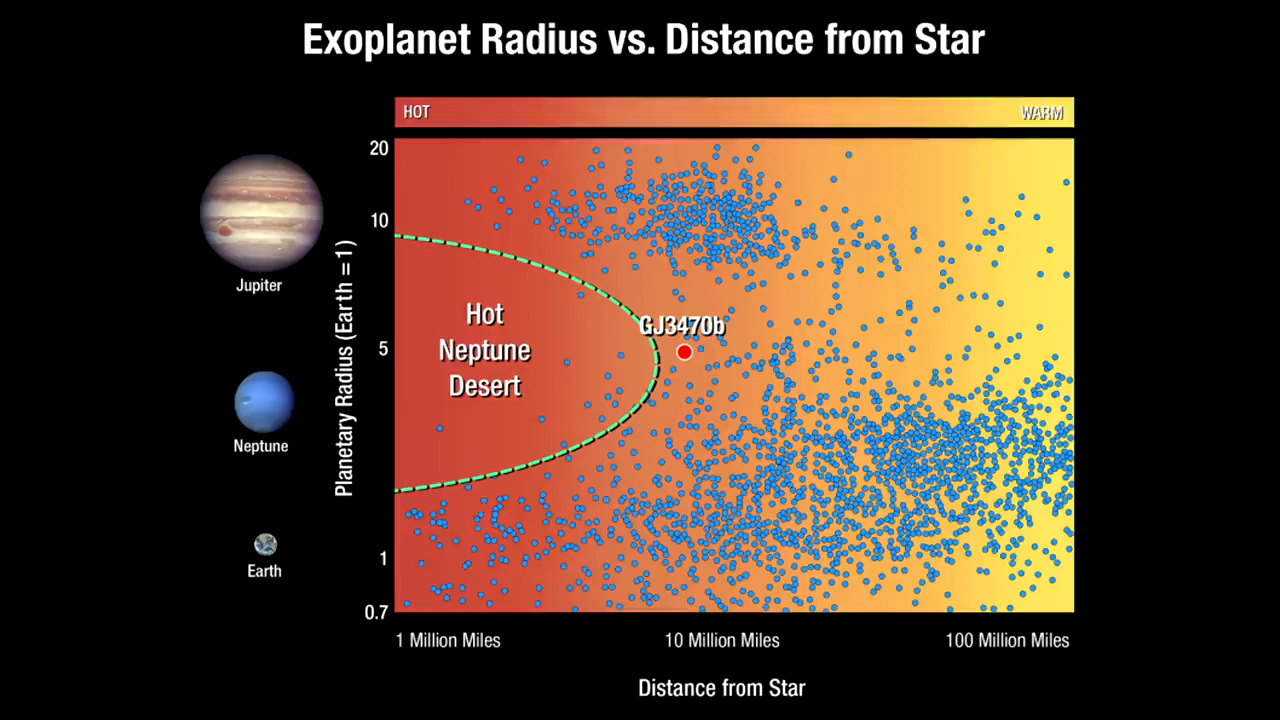 Exoplanet Radius vs. Distance from Star
HOT
WARM
20
10
5
1
0.7
Planetary Radius (Earth = 1)
Jupiter
Neptune
Earth
Hot
Neptune
Desert
GJ3470b
1 Million Miles
10 Million Miles
100 Million Miles
Distance from Star